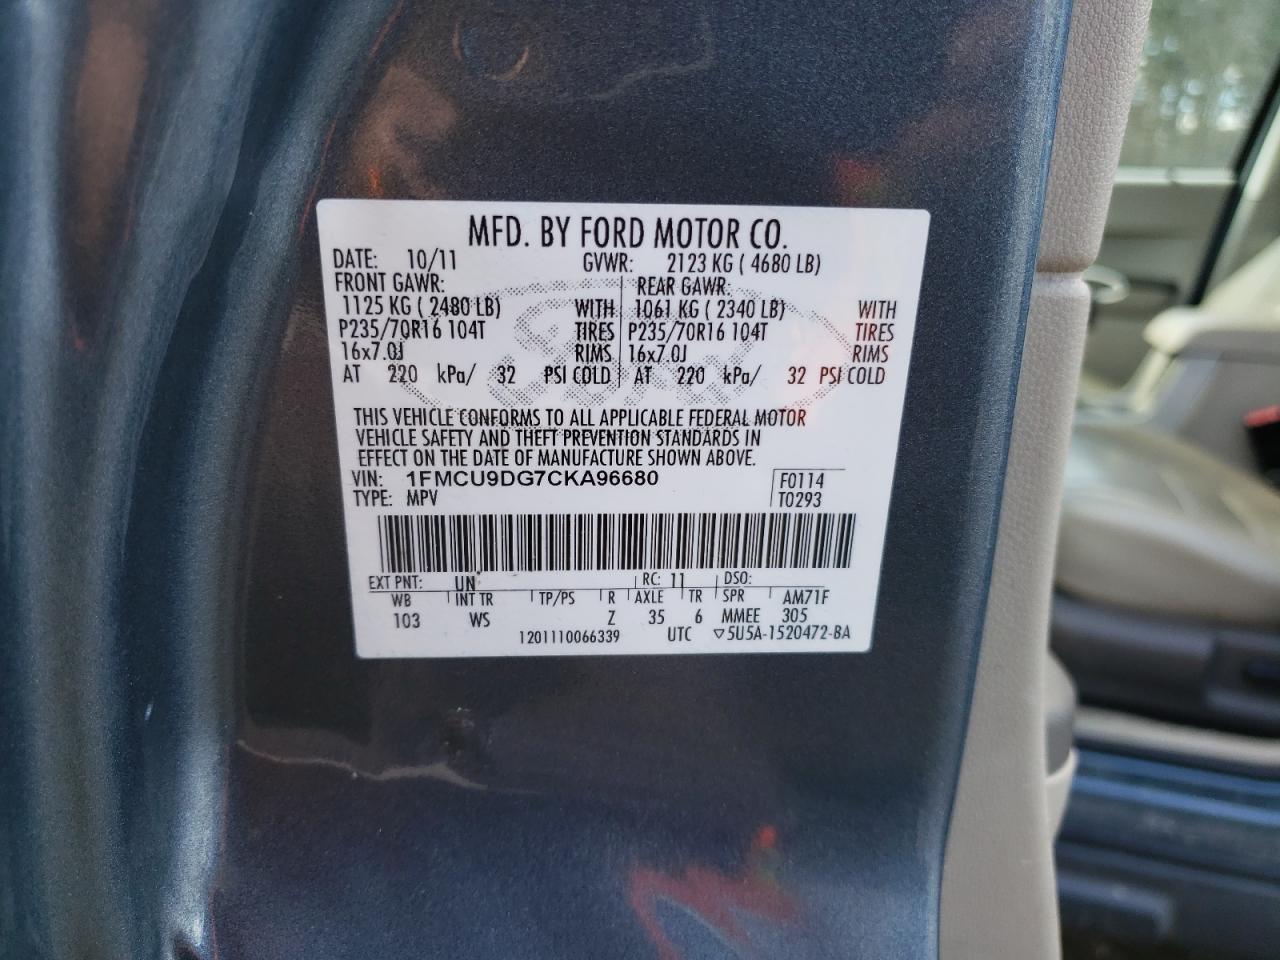 MFD. BY FORD MOTOR CO.
DATE: 10/11 GVWR: 2123 KG ( 4680 LB)
FRONT GAWR: REAR GAWR:
1125 KG ( 2480 LB) WITH 1061 KG ( 2340 LB) WITH
P235/70R16 104T TIRES P235/70R16 104T TIRES
16x7.0J RIMS 16x7.0J RIMS
AT 220 kPa/ 32 PSI COLD AT 220 kPa/ 32 PSI COLD
THIS VEHICLE CONFORMS TO ALL APPLICABLE FEDERAL MOTOR
VEHICLE SAFETY AND THEFT PREVENTION STANDARDS IN
EFFECT ON THE DATE OF MANUFACTURE SHOWN ABOVE.
VIN: 1FMCU9DG7CKA96680 F0114
TYPE: MPV T0293
EXT PNT: UN RC: 11 DSO:
WB INT TR TP/PS R AXLE TR SPR AM71F
103 WS Z 35 6 MMEE 305
1201110066339 UTC ▽5U5A-1520472-BA